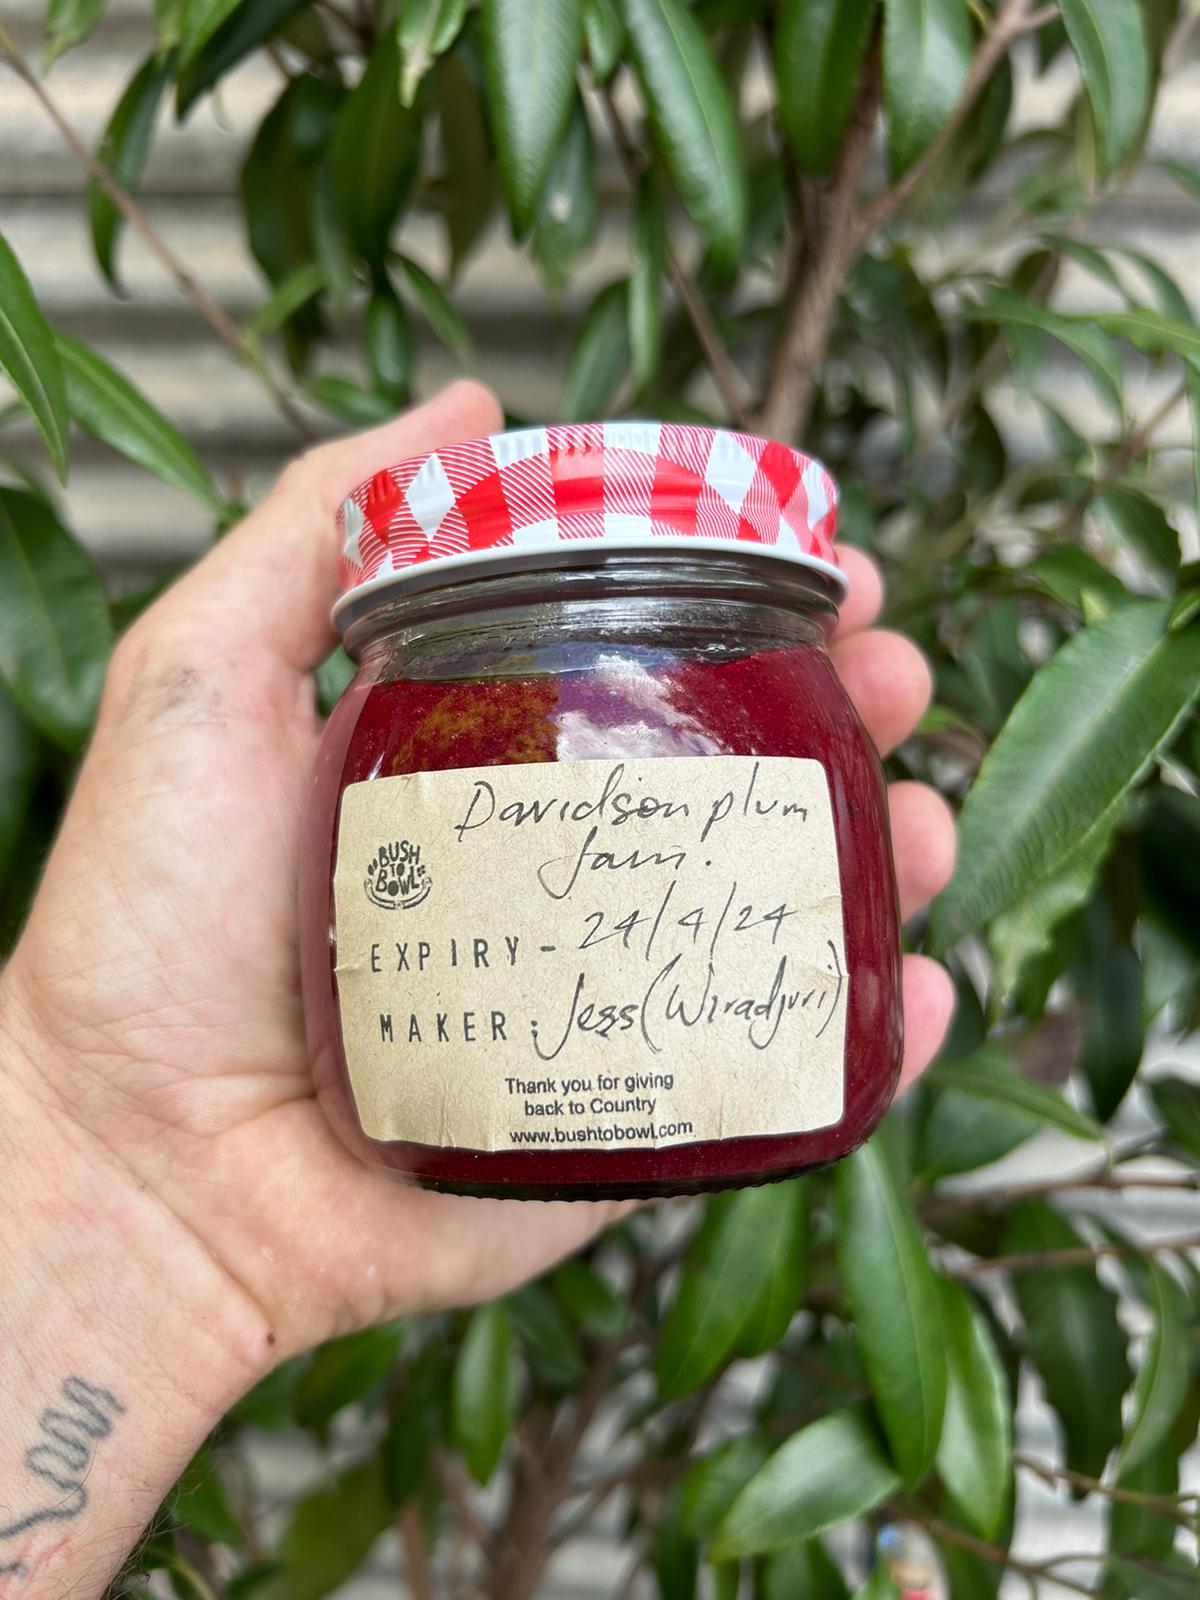 Davidson plum
Jam.
BUSH
TO
BOWL
EXPIRY - 24/4/24
MAKER: Jess (Wiradjuri)
Thank you for giving
back to Country
www.bushtobowl.com